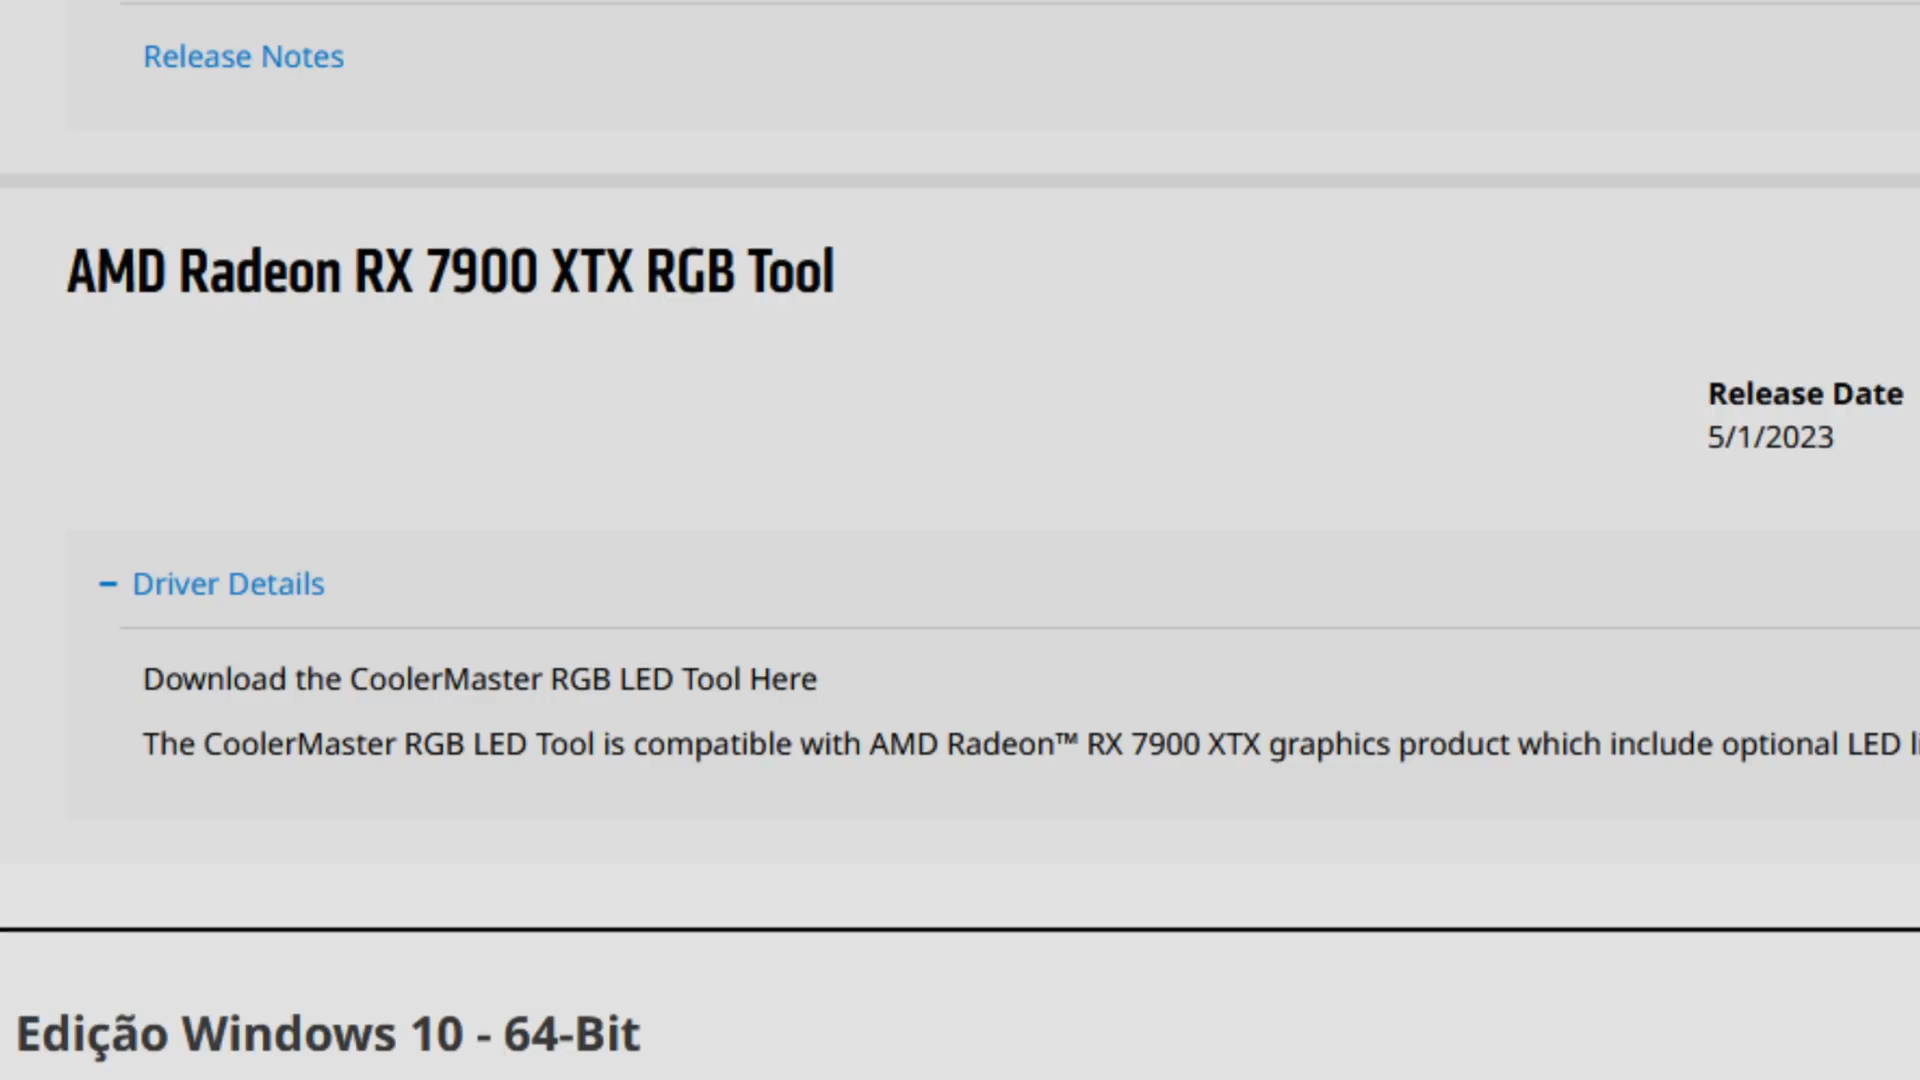 Release Notes
AMD Radeon RX 7900 XTX RGB Tool
Release Date
5/1/2023
– Driver Details
Download the CoolerMaster RGB LED Tool Here
The CoolerMaster RGB LED Tool is compatible with AMD Radeon™ RX 7900 XTX graphics product which include optional LED
Edição Windows 10 - 64-Bit